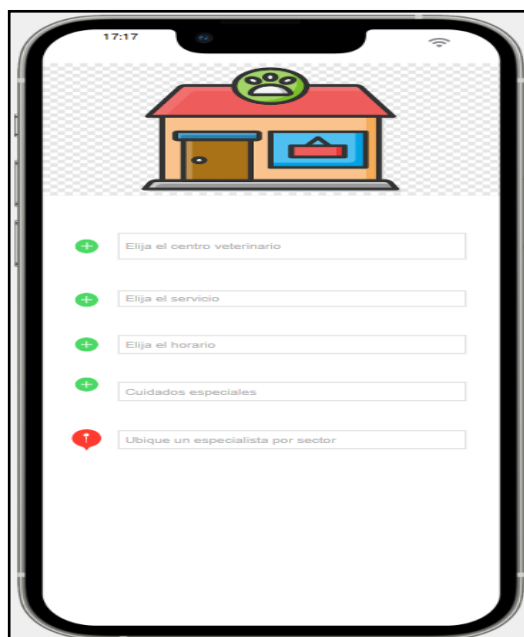 17:17
Elija el centro veterinario
Elija el servicio
Elija el horario
Cuidados especiales
Ubique un especialista por sector